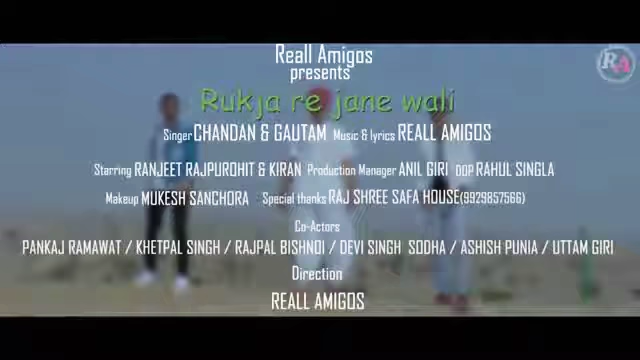 Reall Amigos
presents
RA
Rukja re jane wali
Singer CHANDAN & GAUTAM Music & lyrics REALL AMIGOS
Starring RANJEET RAJPUROHIT & KIRAN Production Manager ANIL GIRI DOP RAHUL SINGLA
Makeup MUKESH SANCHORA Special thanks RAJ SHREE SAFA HOUSE(9929857566)
Co-Actors
PANKAJ RAMAWAT / KHETPAL SINGH / RAJPAL BISHNOI / DEVI SINGH SODHA / ASHISH PUNIA / UTTAM GIRI
Direction
REALL AMIGOS